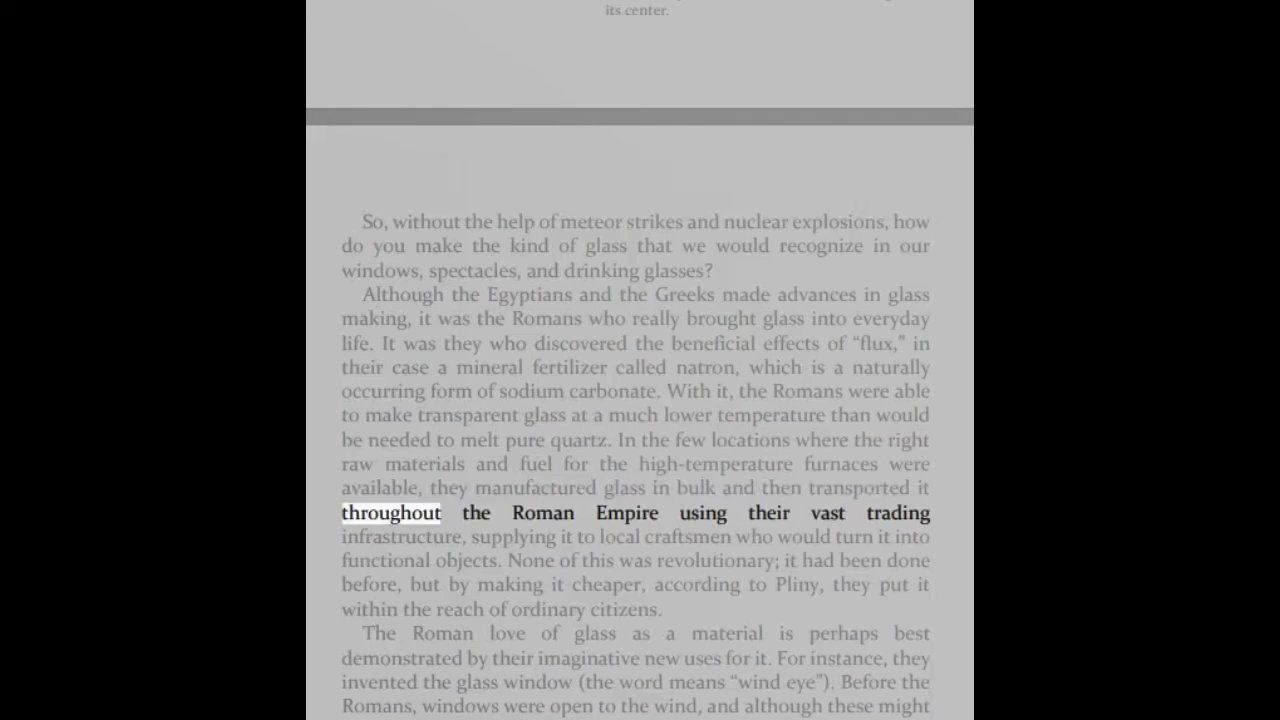 its center.
So, without the help of meteor strikes and nuclear explosions, how
do you make the kind of glass that we would recognize in our
windows, spectacles, and drinking glasses?
Although the Egyptians and the Greeks made advances in glass
making, it was the Romans who really brought glass into everyday
life. It was they who discovered the beneficial effects of “flux,” in
their case a mineral fertilizer called natron, which is a naturally
occurring form of sodium carbonate. With it, the Romans were able
to make transparent glass at a much lower temperature than would
be needed to melt pure quartz. In the few locations where the right
raw materials and fuel for the high-temperature furnaces were
available, they manufactured glass in bulk and then transported it
throughout the Roman Empire using their vast trading
infrastructure, supplying it to local craftsmen who would turn it into
functional objects. None of this was revolutionary; it had been done
before, but by making it cheaper, according to Pliny, they put it
within the reach of ordinary citizens.
The Roman love of glass as a material is perhaps best
demonstrated by their imaginative new uses for it. For instance, they
invented the glass window (the word means “wind eye”). Before the
Romans, windows were open to the wind, and although these might